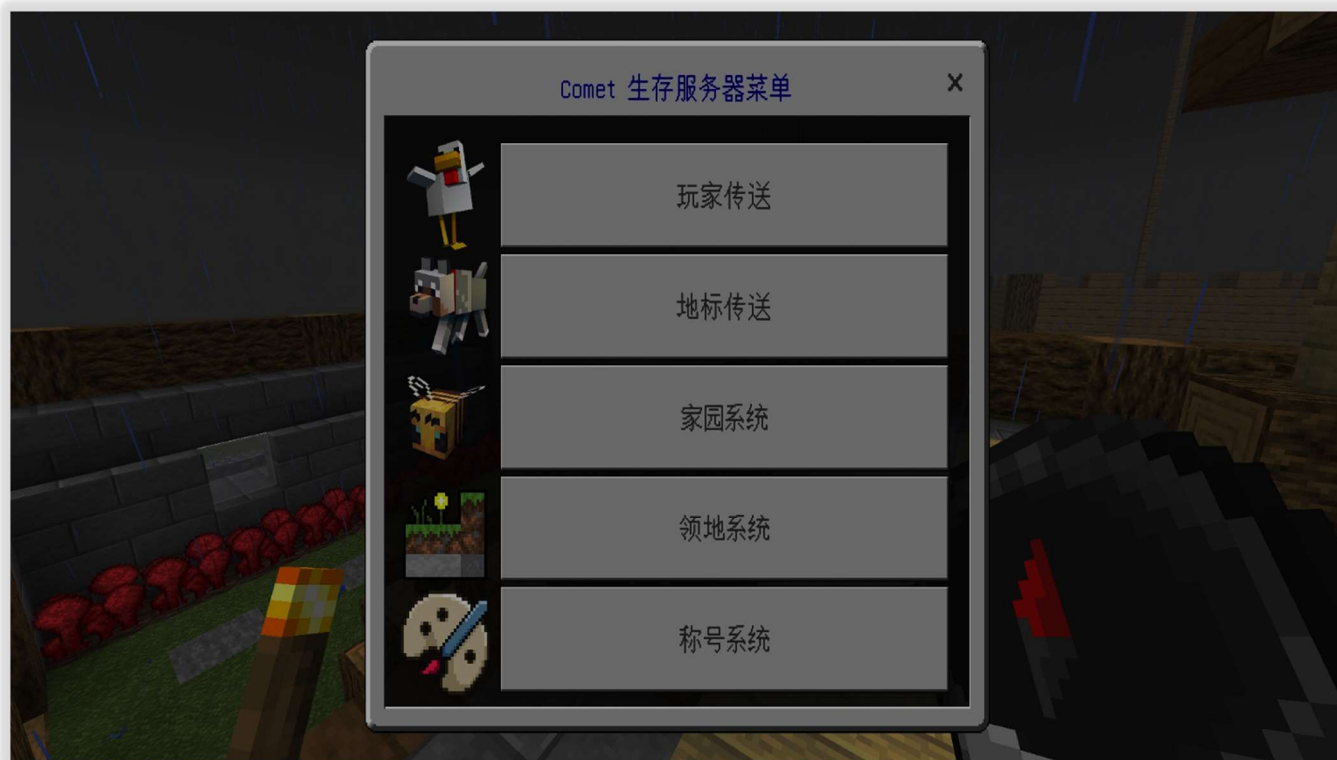 Comet 生存服务器菜单
X
玩家传送
地标传送
家园系统
领地系统
称号系统